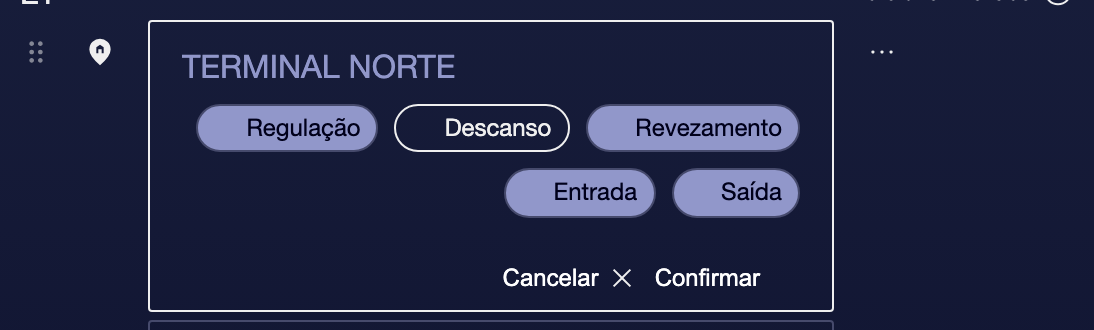 TERMINAL NORTE
Regulação Descanso Revezamento
Entrada Saída
Cancelar Confirmar